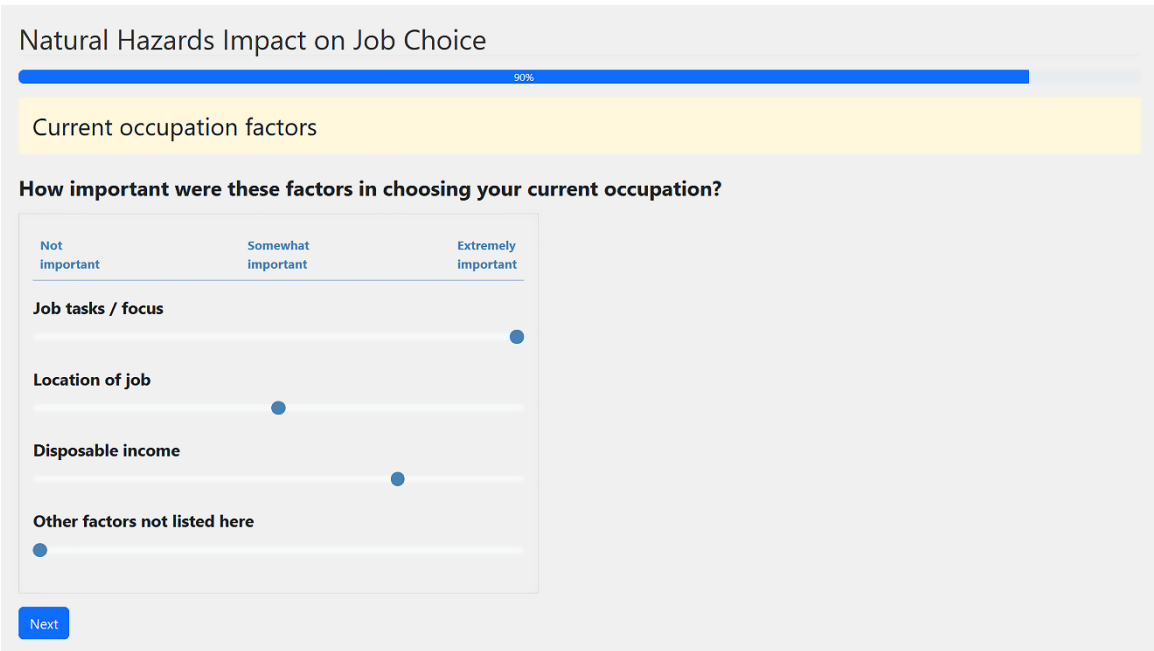 Natural Hazards Impact on Job Choice
90%
Current occupation factors
How important were these factors in choosing your current occupation?
Not important
Somewhat important
Extremely important
Job tasks / focus
Location of job
Disposable income
Other factors not listed here
Next